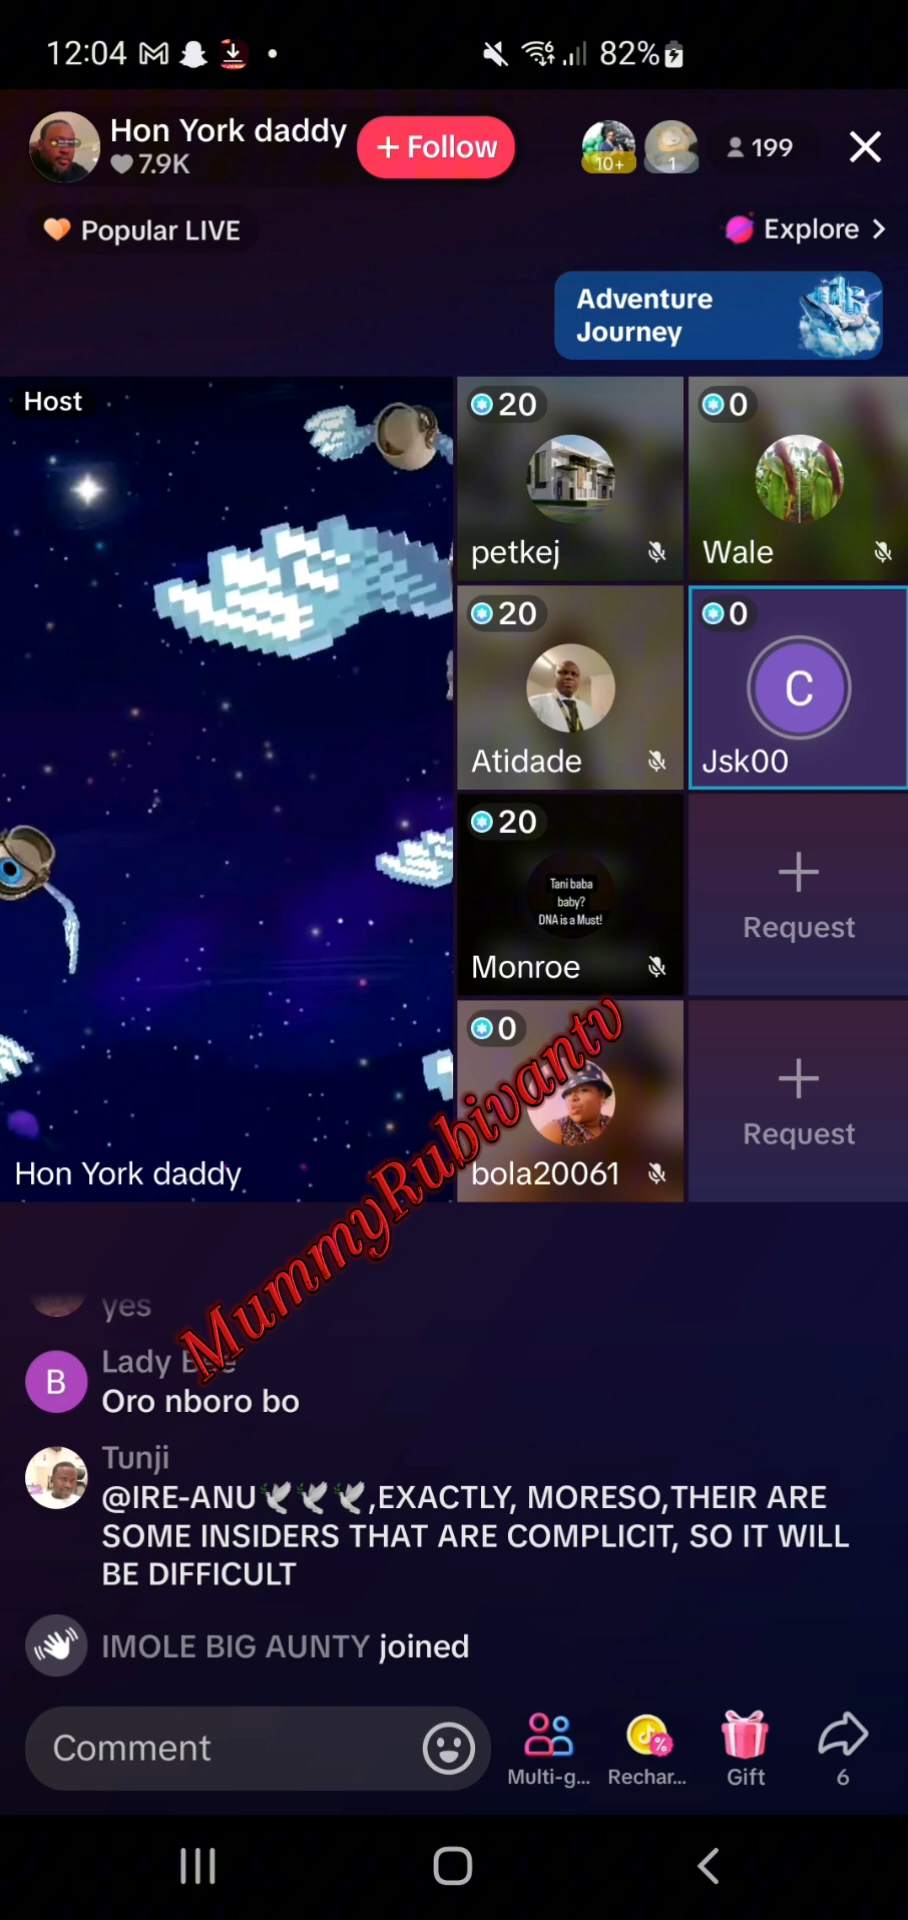 12:04
82%
Hon York daddy
7.9K
+ Follow
10+
1
199
Popular LIVE
Explore
Adventure
Journey
Host
20
0
petkej
Wale
20
0
C
Atidade
Jsk00
20
Tani baba
baby?
DNA is a Must!
Monroe
Request
0
bola20061
Request
Hon York daddy
MummyRubivantv
yes
Lady Bee
B
Oro nboro bo
Tunji
@IRE-ANU🕊️🕊️🕊️,EXACTLY, MORESO,THEIR ARE
SOME INSIDERS THAT ARE COMPLICIT, SO IT WILL
BE DIFFICULT
IMOLE BIG AUNTY joined
Comment
Multi-g...
Rechar...
Gift
6